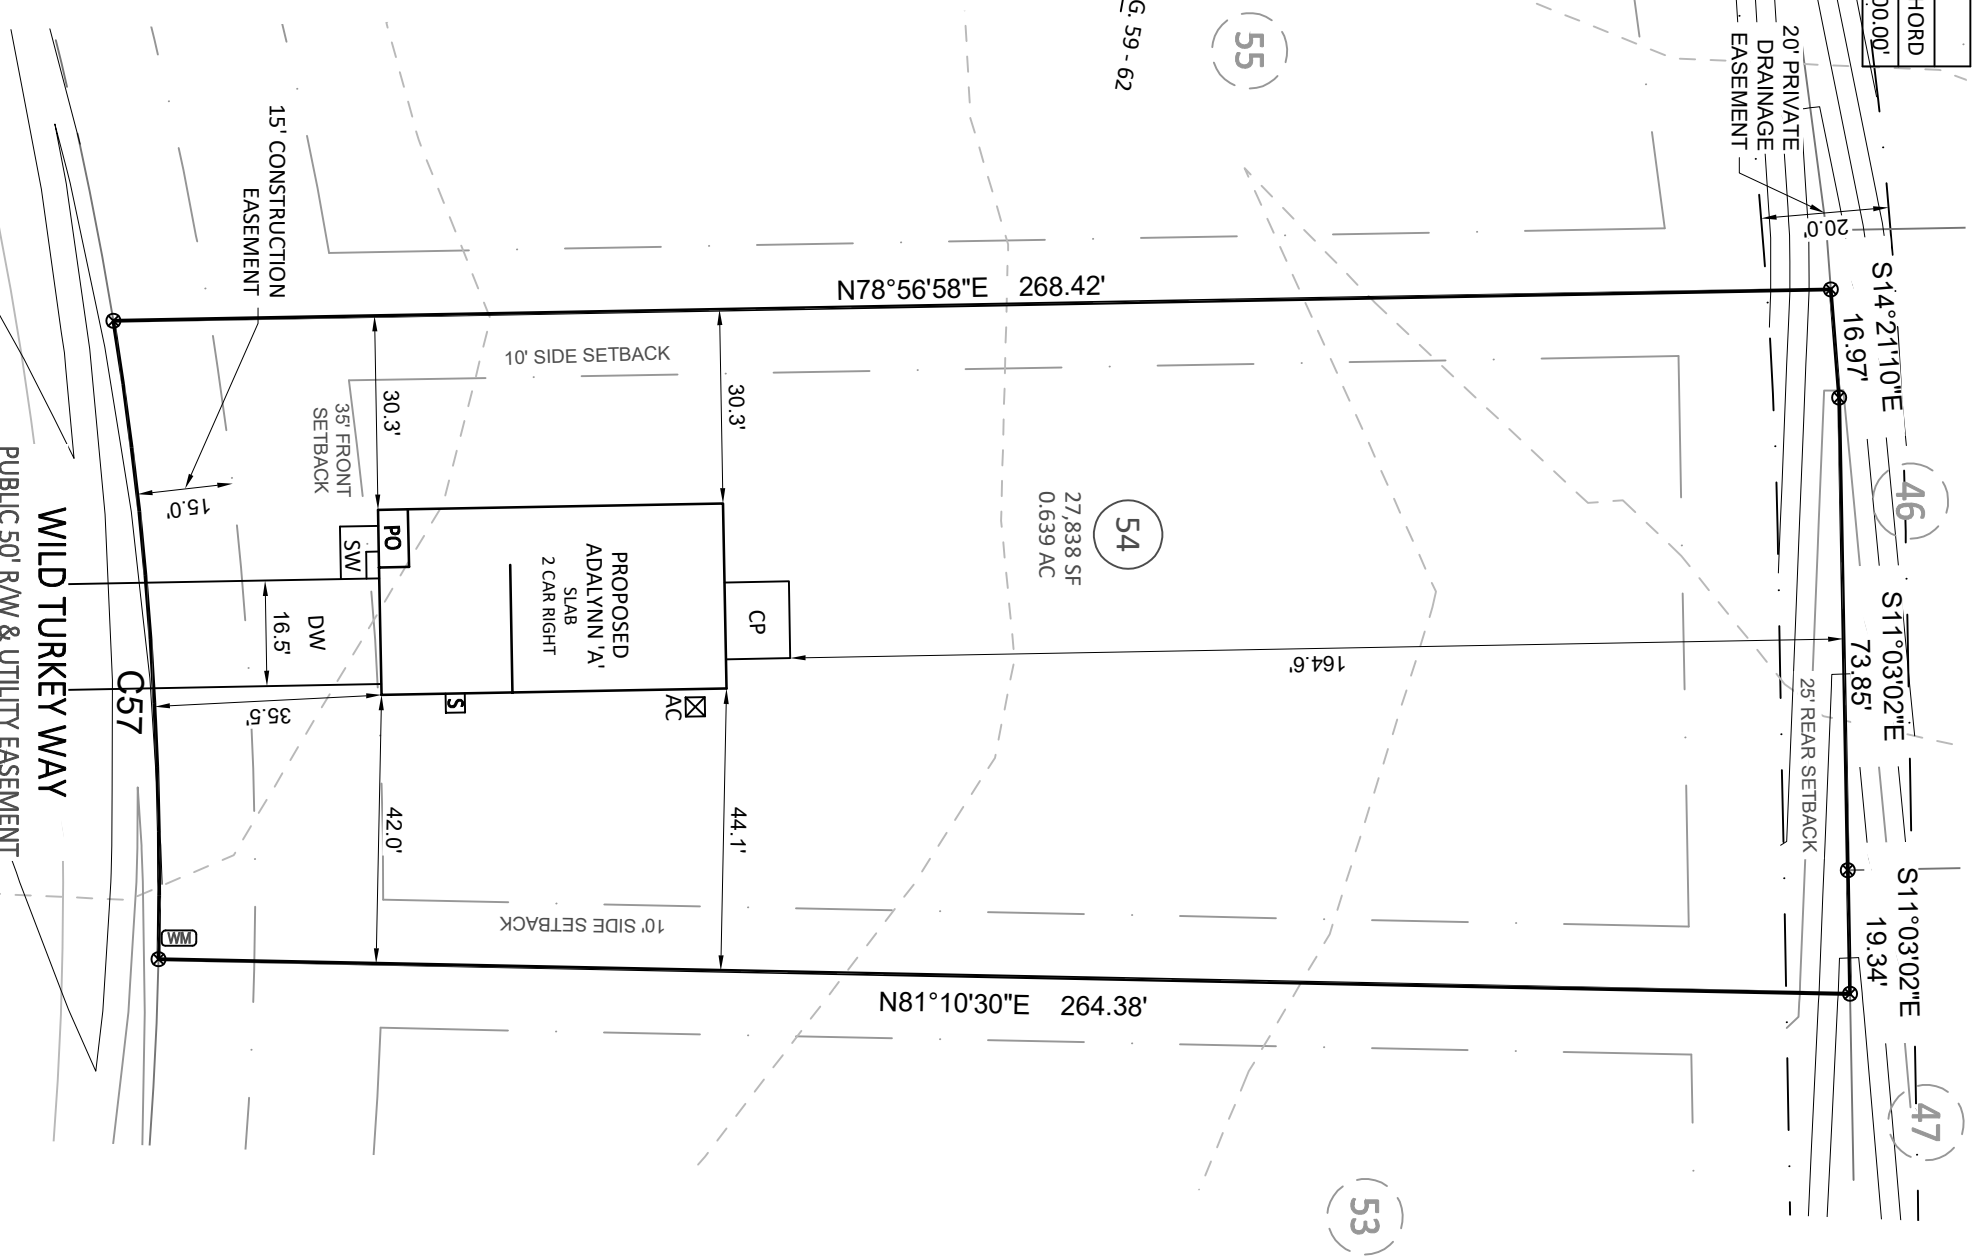 HORD
00.00'
20' PRIVATE
DRAINAGE
EASEMENT
G. 59 - 62
55
20.0'
S14°21'10"E
16.97'
15' CONSTRUCTION
EASEMENT
N78°56'58"E 268.42'
10' SIDE SETBACK
30.3'
30.3'
35' FRONT
SETBACK
15.0'
46
54
27,838 SF
0.639 AC
PO
SW
PROPOSED
ADALYNN 'A'
SLAB
2 CAR RIGHT
CP
DW
16.5'
164.6'
S11°03'02"E
73.85'
25' REAR SETBACK
WILD TURKEY WAY
PUBLIC 50' R/W & UTILITY EASEMENT
C57
35.5'
S
AC
42.0'
44.1'
10' SIDE SETBACK
WM
N81°10'30"E 264.38'
S11°03'02"E
19.34'
47
53